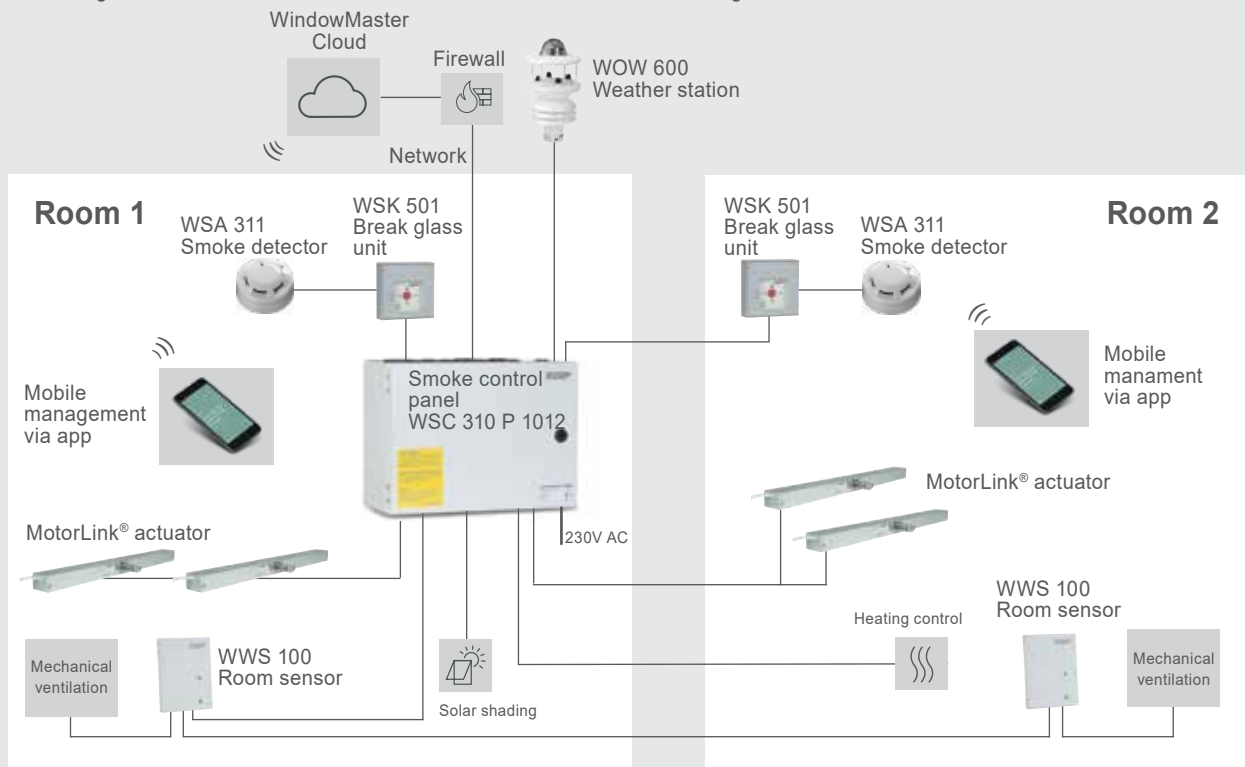 WindowMaster
Cloud
Firewall
WOW 600
Weather station
Network
Room 1
WSA 311
Smoke detector
WSK 501
Break glass
unit
WSK 501
Break glass
unit
WSA 311
Smoke detector
Room 2
Mobile
management
via app
Smoke control
panel
WSC 310 P 1012
Mobile
manament
via app
MotorLink® actuator
230V AC
MotorLink® actuator
Mechanical
ventilation
WWS 100
Room sensor
Solar shading
Heating control
WWS 100
Room sensor
Mechanical
ventilation